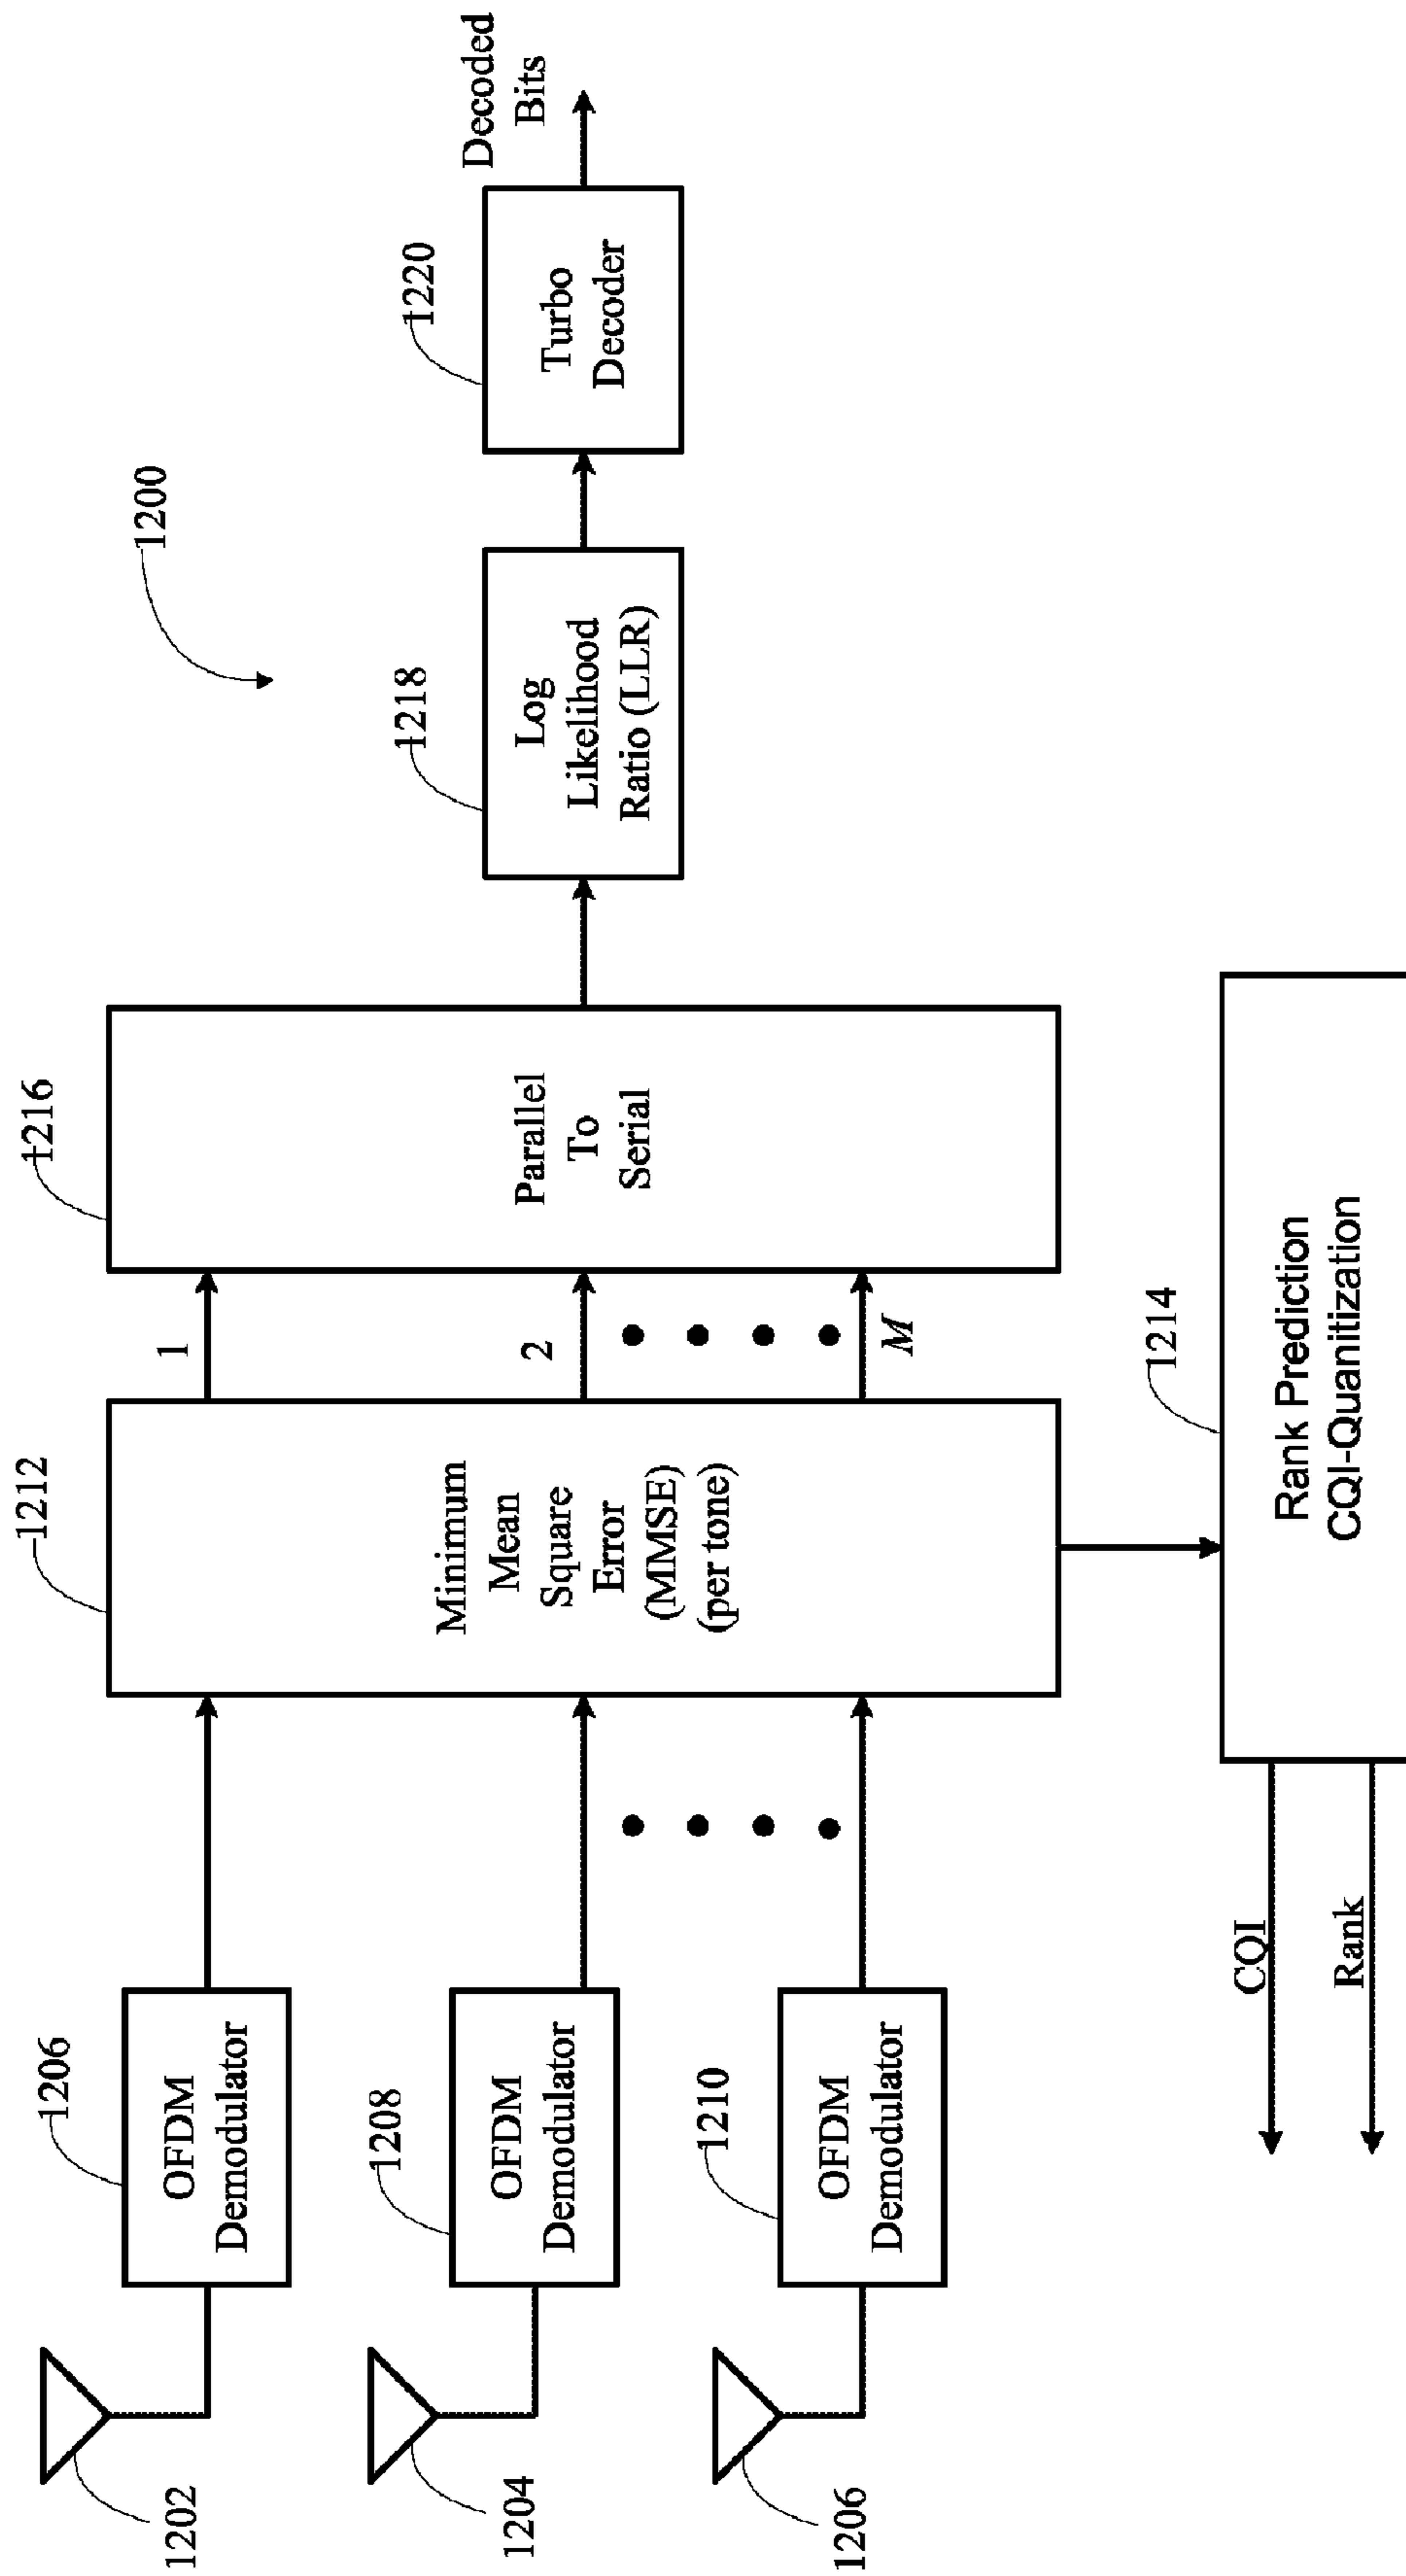 1200
1202
1204
1206
1206
OFDM
Demodulator
1208
OFDM
Demodulator
1210
OFDM
Demodulator
1212
Minimum
Mean
Square
Error
(MMSE)
(per tone)
1
2
M
1216
Parallel
To
Serial
1218
Log
Likelihood
Ratio (LLR)
1220
Turbo
Decoder
Decoded
Bits
1214
Rank Prediction
CQI-Quanitization
CQI
Rank